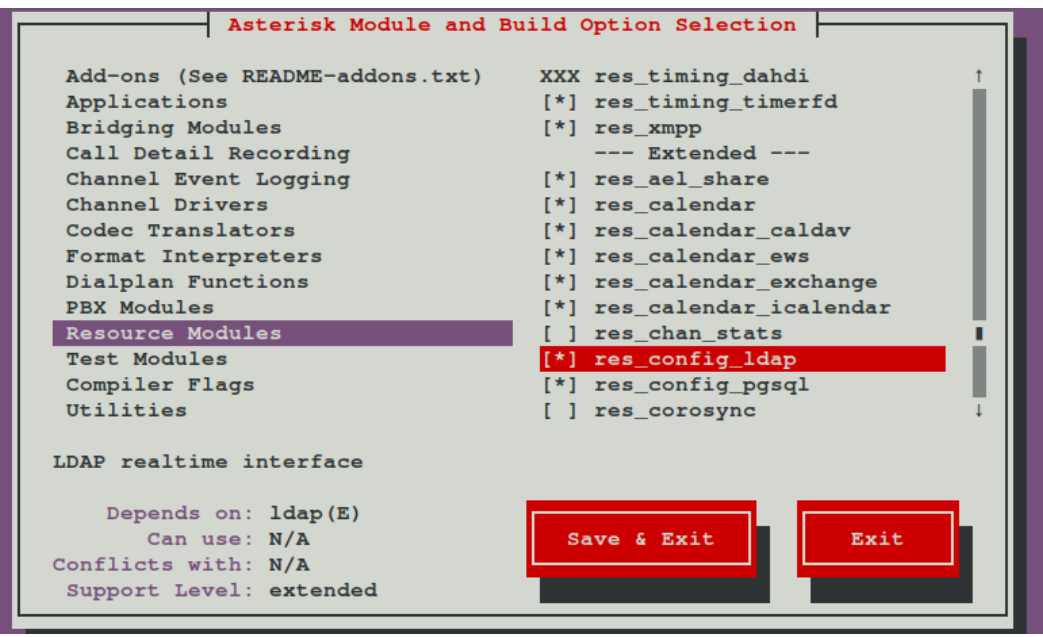 Asterisk Module and Build Option Selection
Add-ons (See README-addons.txt) XXX res_timing_dahdi ↑
Applications [*] res_timing_timerfd
Bridging Modules [*] res_xmpp
Call Detail Recording --- Extended ---
Channel Event Logging [*] res_ael_share
Channel Drivers [*] res_calendar
Codec Translators [*] res_calendar_caldav
Format Interpreters [*] res_calendar_ews
Dialplan Functions [*] res_calendar_exchange
PBX Modules [*] res_calendar_icalendar
Resource Modules [ ] res_chan_stats
Test Modules [*] res_config_ldap
Compiler Flags [*] res_config_pgsql
Utilities [ ] res_corosync ↓
LDAP realtime interface
Depends on: ldap(E)
Can use: N/A
Conflicts with: N/A
Support Level: extended
Save & Exit Exit